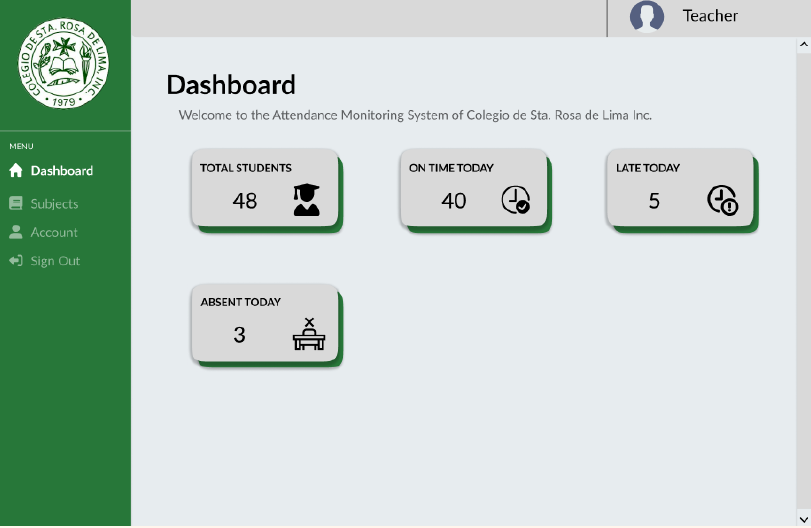 COLEGIO DE STA. ROSA DE LIMA INC.
• 1979 •
Teacher
MENU
Dashboard
Subjects
Account
Sign Out
Dashboard
Welcome to the Attendance Monitoring System of Colegio de Sta. Rosa de Lima Inc.
TOTAL STUDENTS
48
ON TIME TODAY
40
LATE TODAY
5
ABSENT TODAY
3